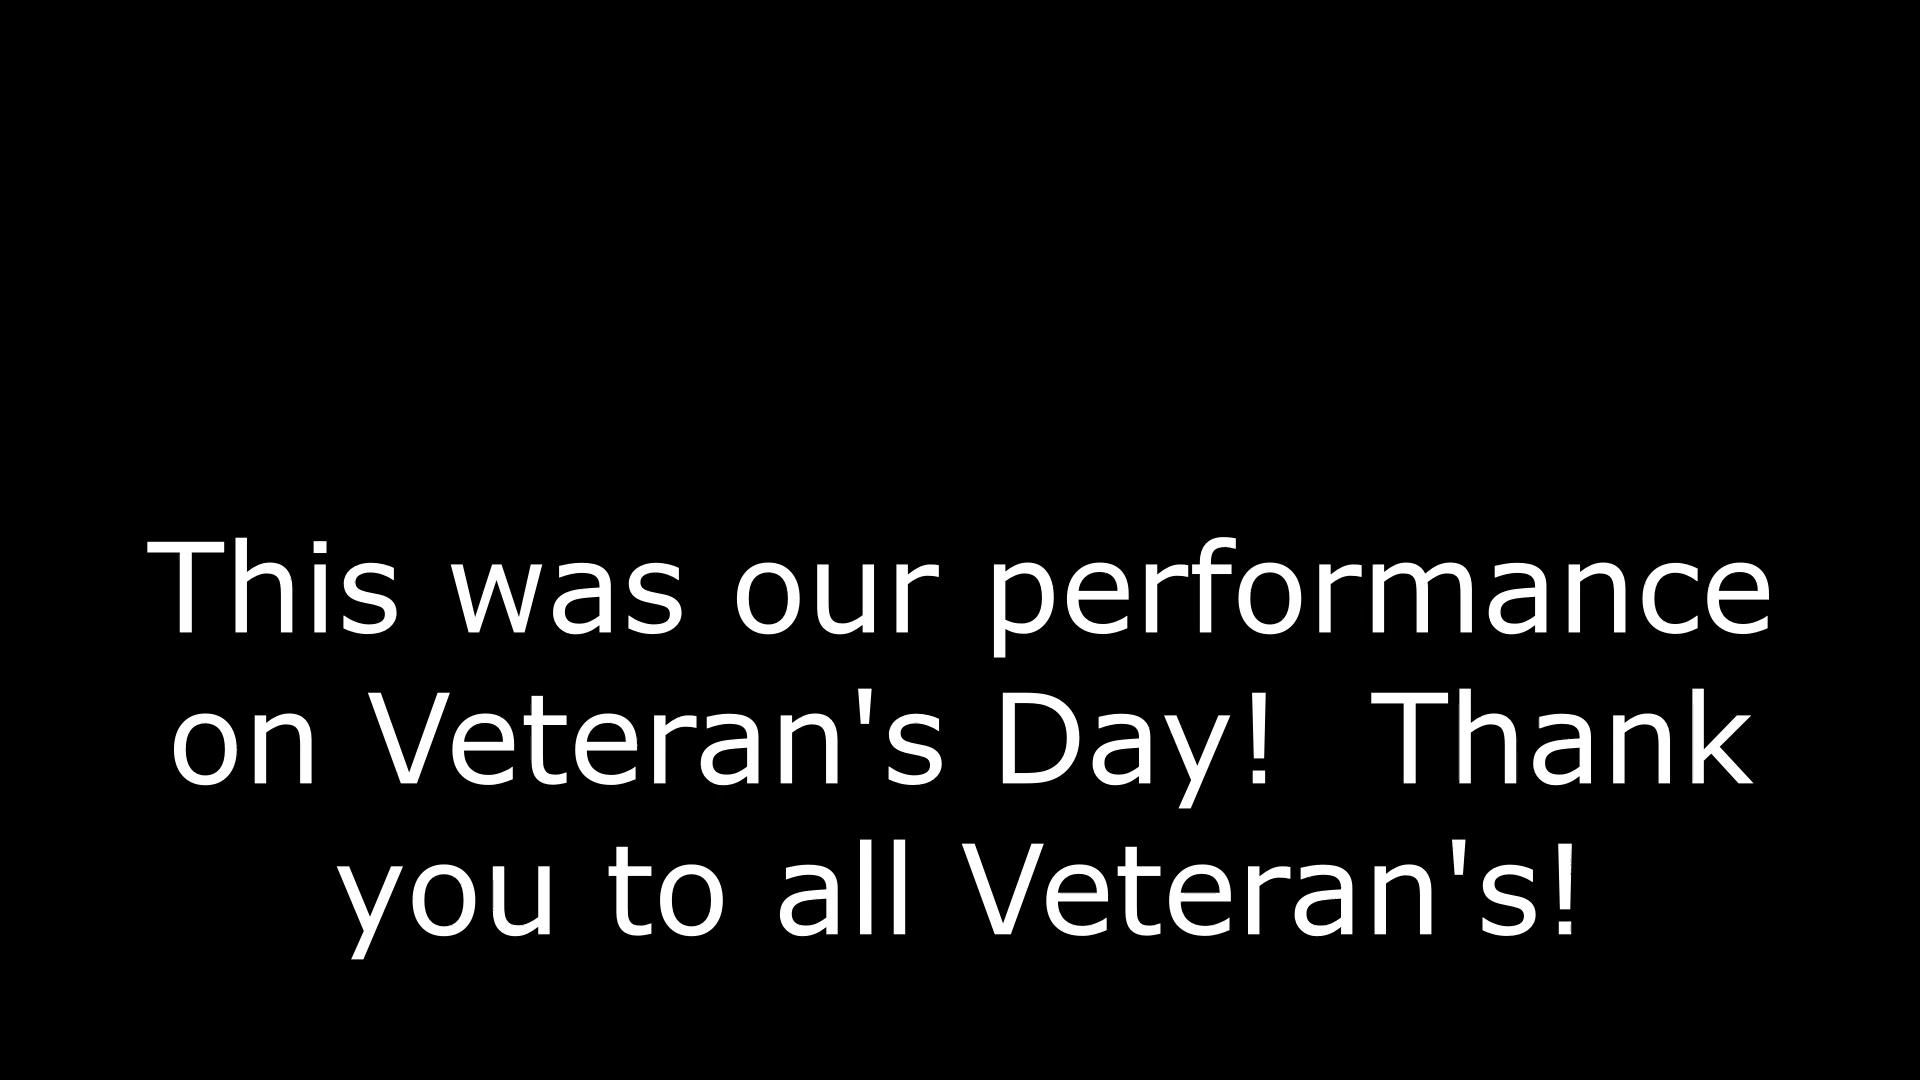 This was our performance
on Veteran's Day!  Thank
you to all Veteran's!